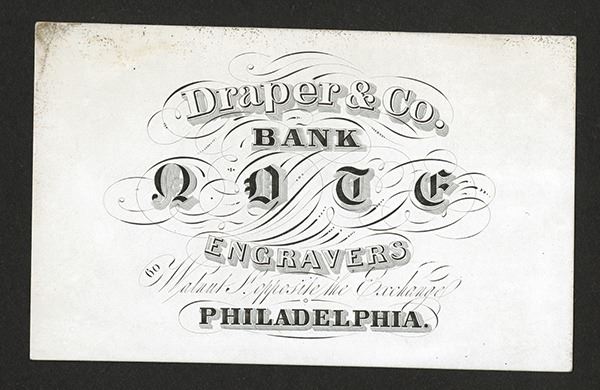 Draper & Co.
BANK
NOTE
ENGRAVERS
60 Walnut St. opposite the Exchange
PHILADELPHIA.